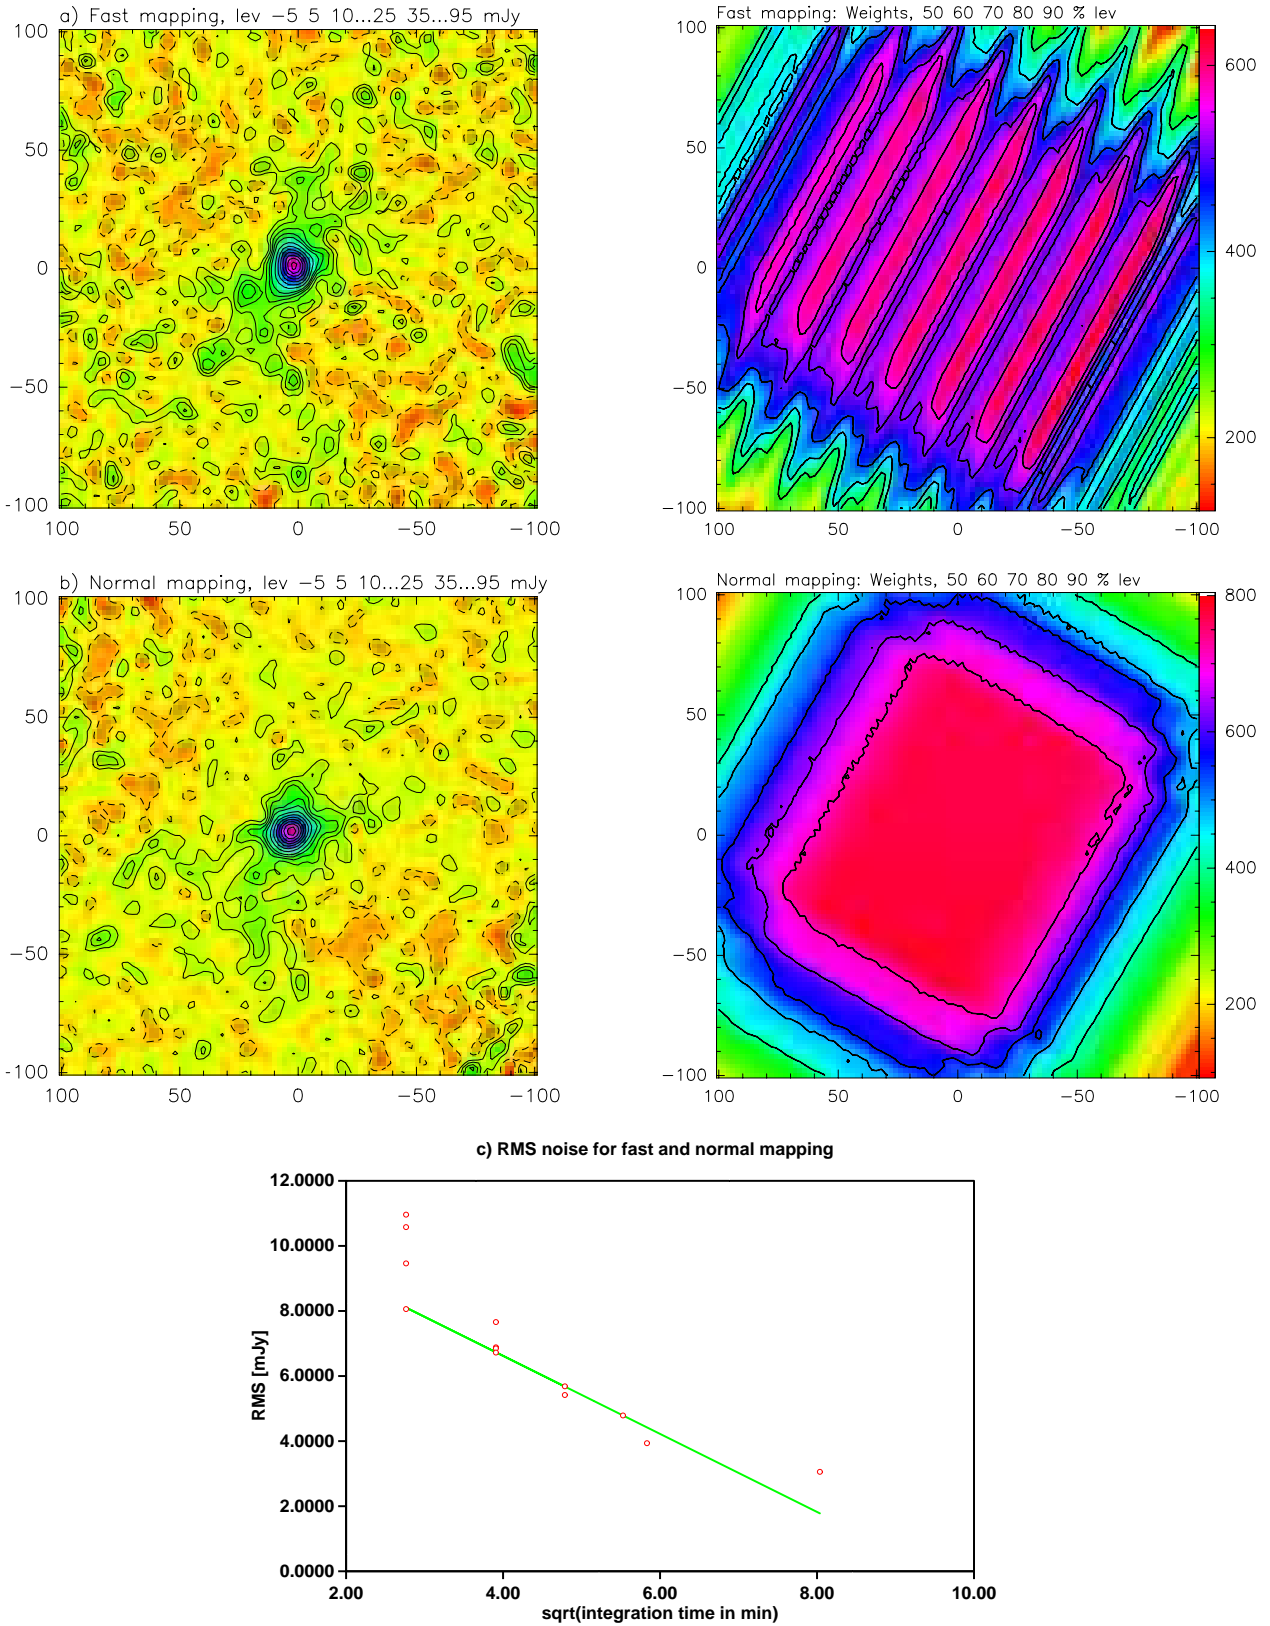 a) Fast mapping, lev −5 5 10...25 35...95 mJy
100
50
0
−50
-100
100 50 0 −50 −100
Fast mapping: Weights, 50 60 70 80 90 % lev
100
50
0
−50
−100
100 50 0 −50 −100
600
400
200
b) Normal mapping, lev −5 5 10...25 35...95 mJy
100
50
0
−50
-100
100 50 0 −50 −100
Normal mapping: Weights, 50 60 70 80 90 % lev
100
50
0
−50
−100
100 50 0 −50 −100
800
600
400
200
c) RMS noise for fast and normal mapping
12.0000
10.0000
8.0000
6.0000
4.0000
2.0000
0.0000
RMS [mJy]
2.00 4.00 6.00 8.00 10.00
sqrt(integration time in min)